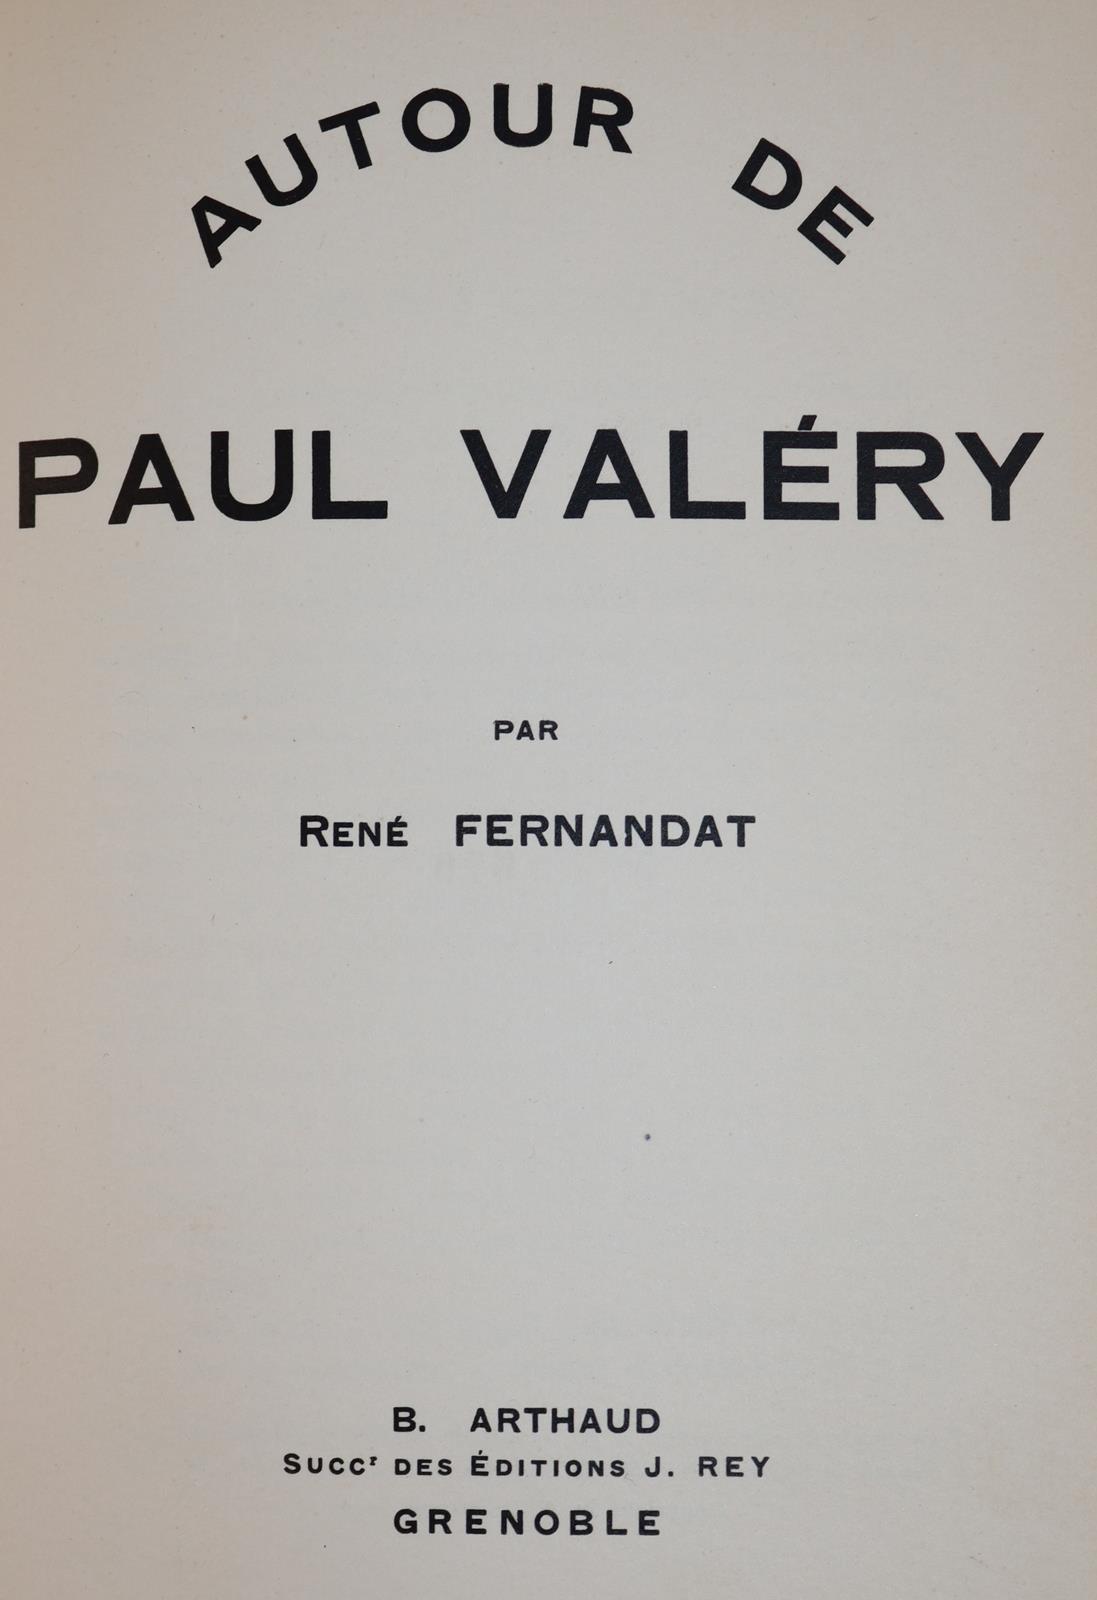 AUTOUR DE
PAUL VALÉRY
PAR
RENÉ FERNANDAT
B. ARTHAUD
SUCCʳ DES ÉDITIONS J. REY
GRENOBLE